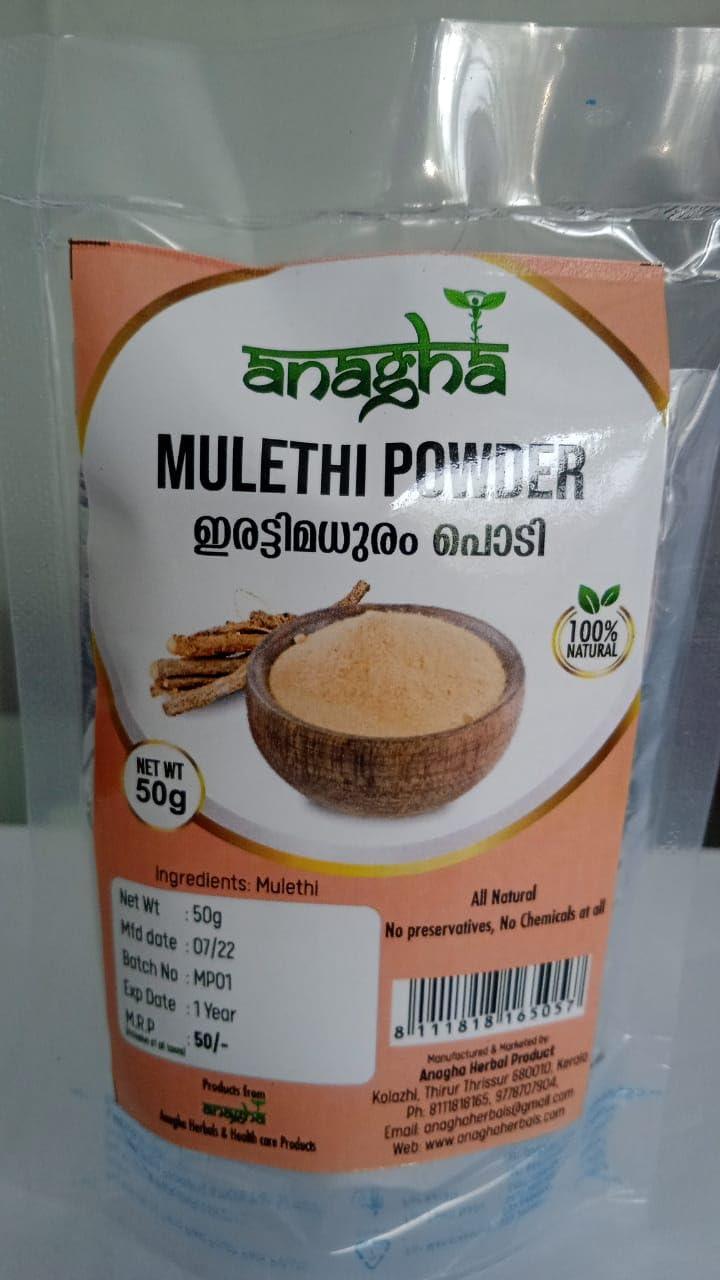 anagha
MULETHI POWDER
ഇരട്ടിമധുരം പൊടി
100%
NATURAL
NET WT
50g
Ingredients: Mulethi
Net Wt : 50g
Mfd date : 07/22
Batch No : MP01
Exp Date : 1 Year
M.R.P : 50/-
All Natural
No preservatives, No Chemicals at all
8 111818 165057
Manufactured & Marketed by
Anagha Herbal Product
Kolazhi, Thirur Thrissur 680010, Kerala
Ph: 8111818165, 9778707904,
Email: anaghaherbals@gmail.com
Web: www.anaghaherbals.com
Products from
anagha
Anagha Herbals & Health care Products